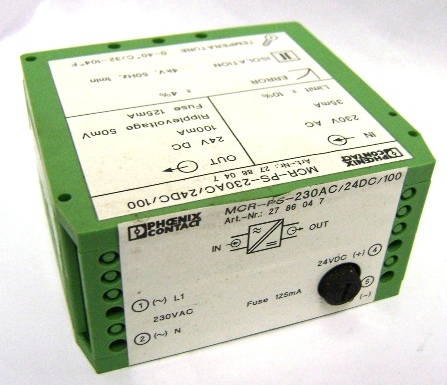 TEMPERATURE 0-40°C/32-104°F
ISOLATION 4kV, 50Hz, 1min
ERROR ± 4%
Limit ± 10%
IN
230V AC
35mA
OUT
24V DC
100mA
Ripplevoltage 50mV
Fuse 125mA
PHŒNIX
CONTACT
MCR-PS-230AC/24DC/100
Art.-Nr.: 27 86 04 7
PHŒNIX
CONTACT
MCR-PS-230AC/24DC/100
Art.-Nr.: 27 86 04 7
IN
OUT
1 (~) L1
230VAC
2 (~) N
24VDC (+) 4
5
(-)
Fuse 125mA